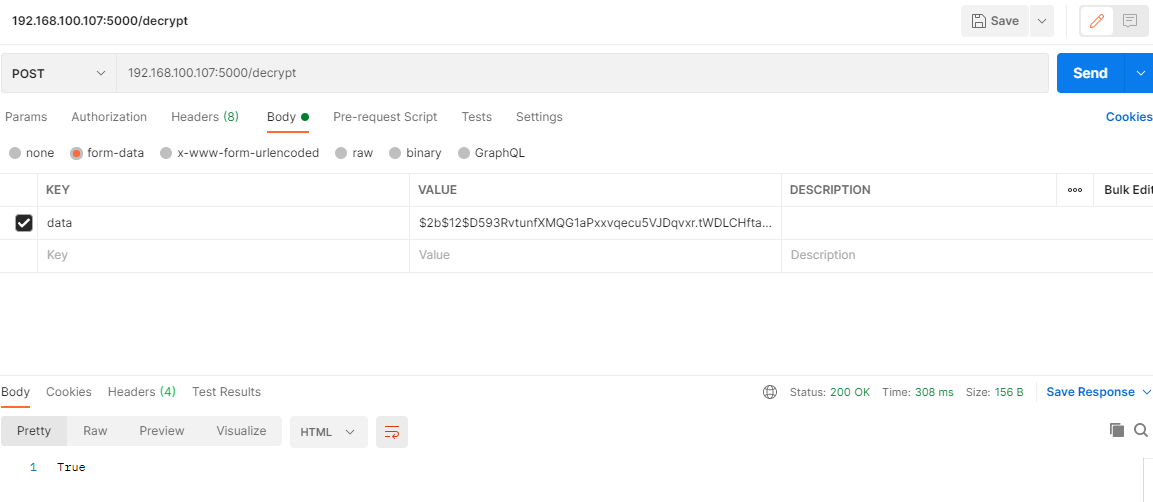 192.168.100.107:5000/decrypt Save
POST 192.168.100.107:5000/decrypt Send
Params Authorization Headers (8) Body Pre-request Script Tests Settings Cookies
none form-data x-www-form-urlencoded raw binary GraphQL
KEY VALUE DESCRIPTION ooo Bulk Edit
data $2b$12$D593RvtunfXMQG1aPxxvqecu5VJDqvxr.tWDLCHfta...
Key Value Description
Body Cookies Headers (4) Test Results Status: 200 OK Time: 308 ms Size: 156 B Save Response
Pretty Raw Preview Visualize HTML
1 True